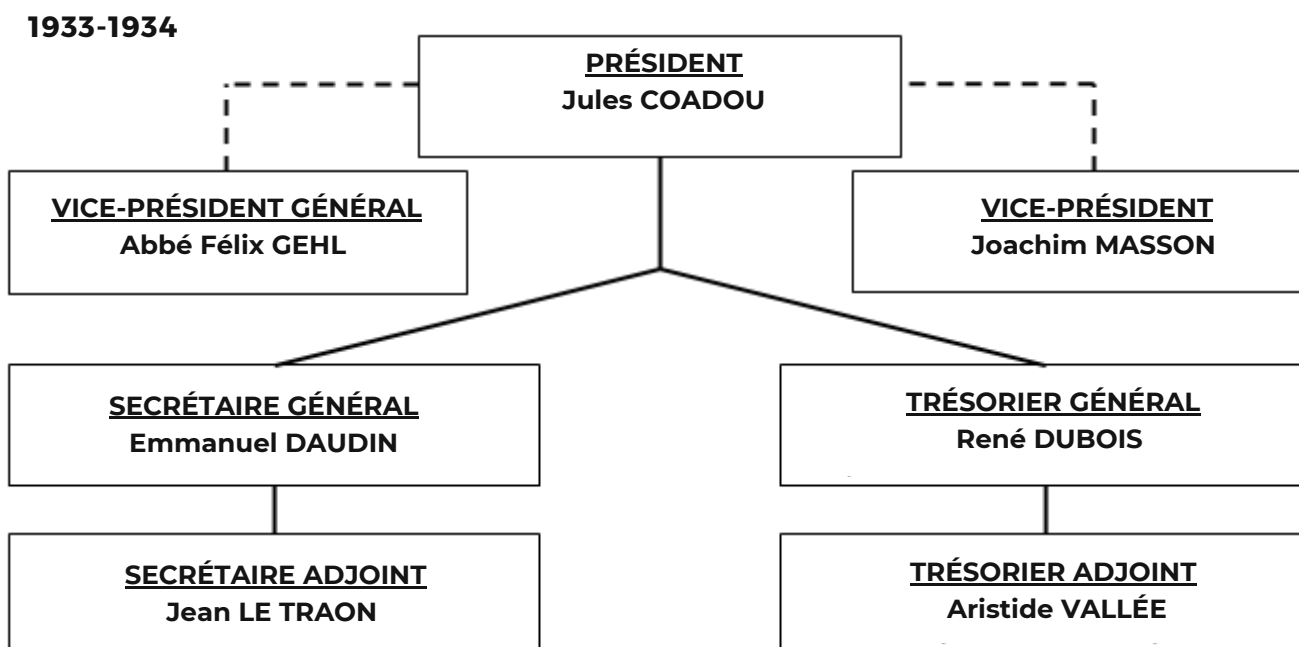 1933-1934
PRÉSIDENT
Jules COADOU
VICE-PRÉSIDENT GÉNÉRAL
Abbé Félix GEHL
VICE-PRÉSIDENT
Joachim MASSON
SECRÉTAIRE GÉNÉRAL
Emmanuel DAUDIN
TRÉSORIER GÉNÉRAL
René DUBOIS
SECRÉTAIRE ADJOINT
Jean LE TRAON
TRÉSORIER ADJOINT
Aristide VALLÉE